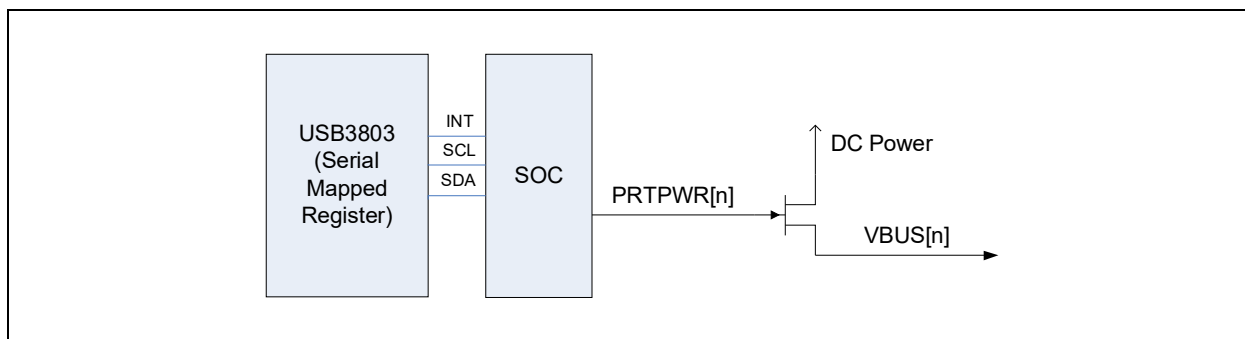 USB3803
(Serial
Mapped
Register)
INT
SCL
SDA
SOC
PRTPWR[n]
DC Power
VBUS[n]